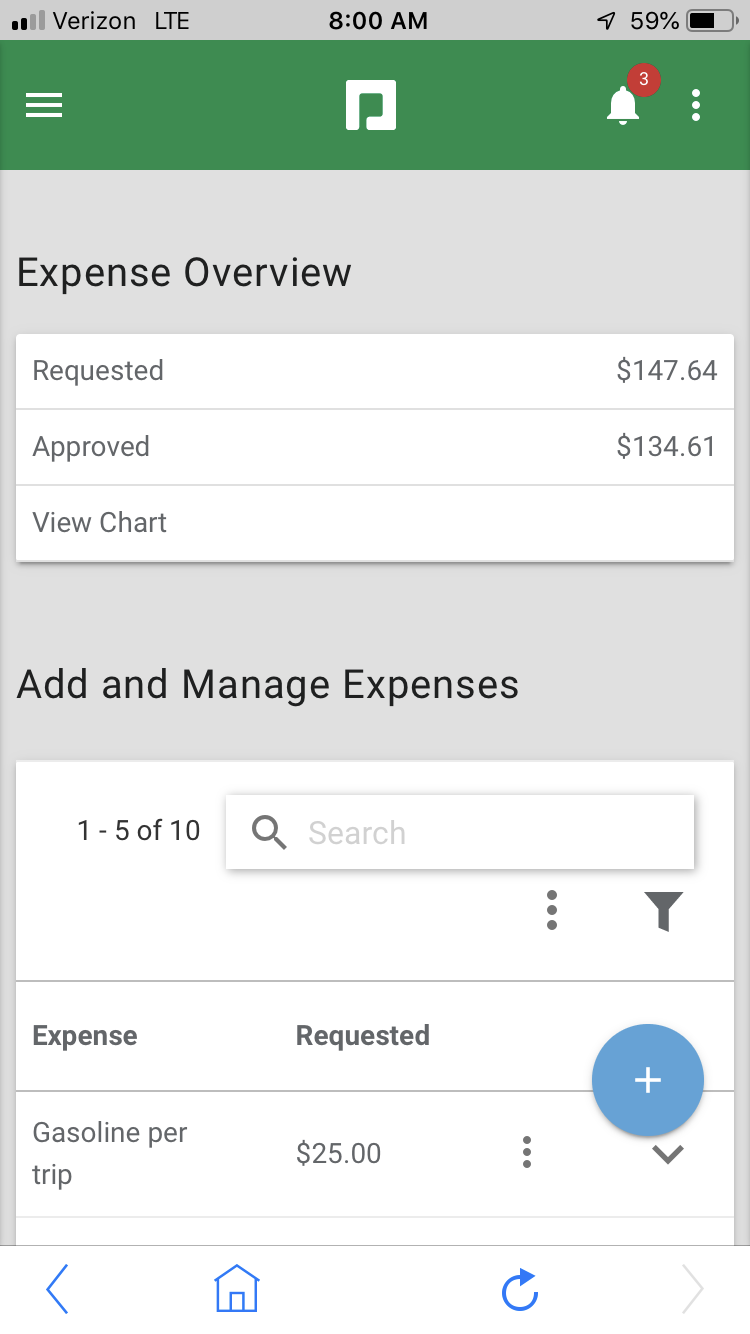 Verizon LTE 8:00 AM 59%
3
Expense Overview
Requested $147.64
Approved $134.61
View Chart
Add and Manage Expenses
1 - 5 of 10 Search
Expense Requested
+
Gasoline per
trip $25.00